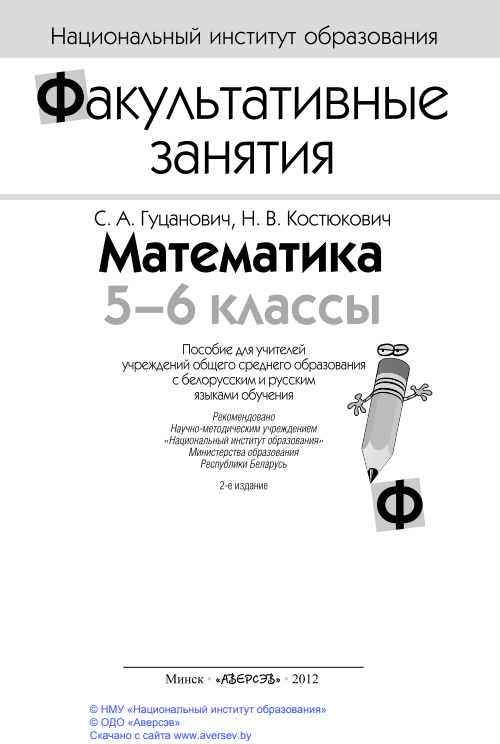 Национальный институт образования
Факультативные
занятия
С. А. Гуцанович, Н. В. Костюкович
Математика
5–6 классы
Пособие для учителей
учреждений общего среднего образования
с белорусским и русским
языками обучения
Рекомендовано
Научно-методическим учреждением
«Национальный институт образования»
Министерства образования
Республики Беларусь
2-е издание
Ф
Минск • «АВЕРСЭВ» • 2012
© НМУ «Национальный институт образования»
© ОДО «Аверсэв»
Скачано с сайта www.aversev.by